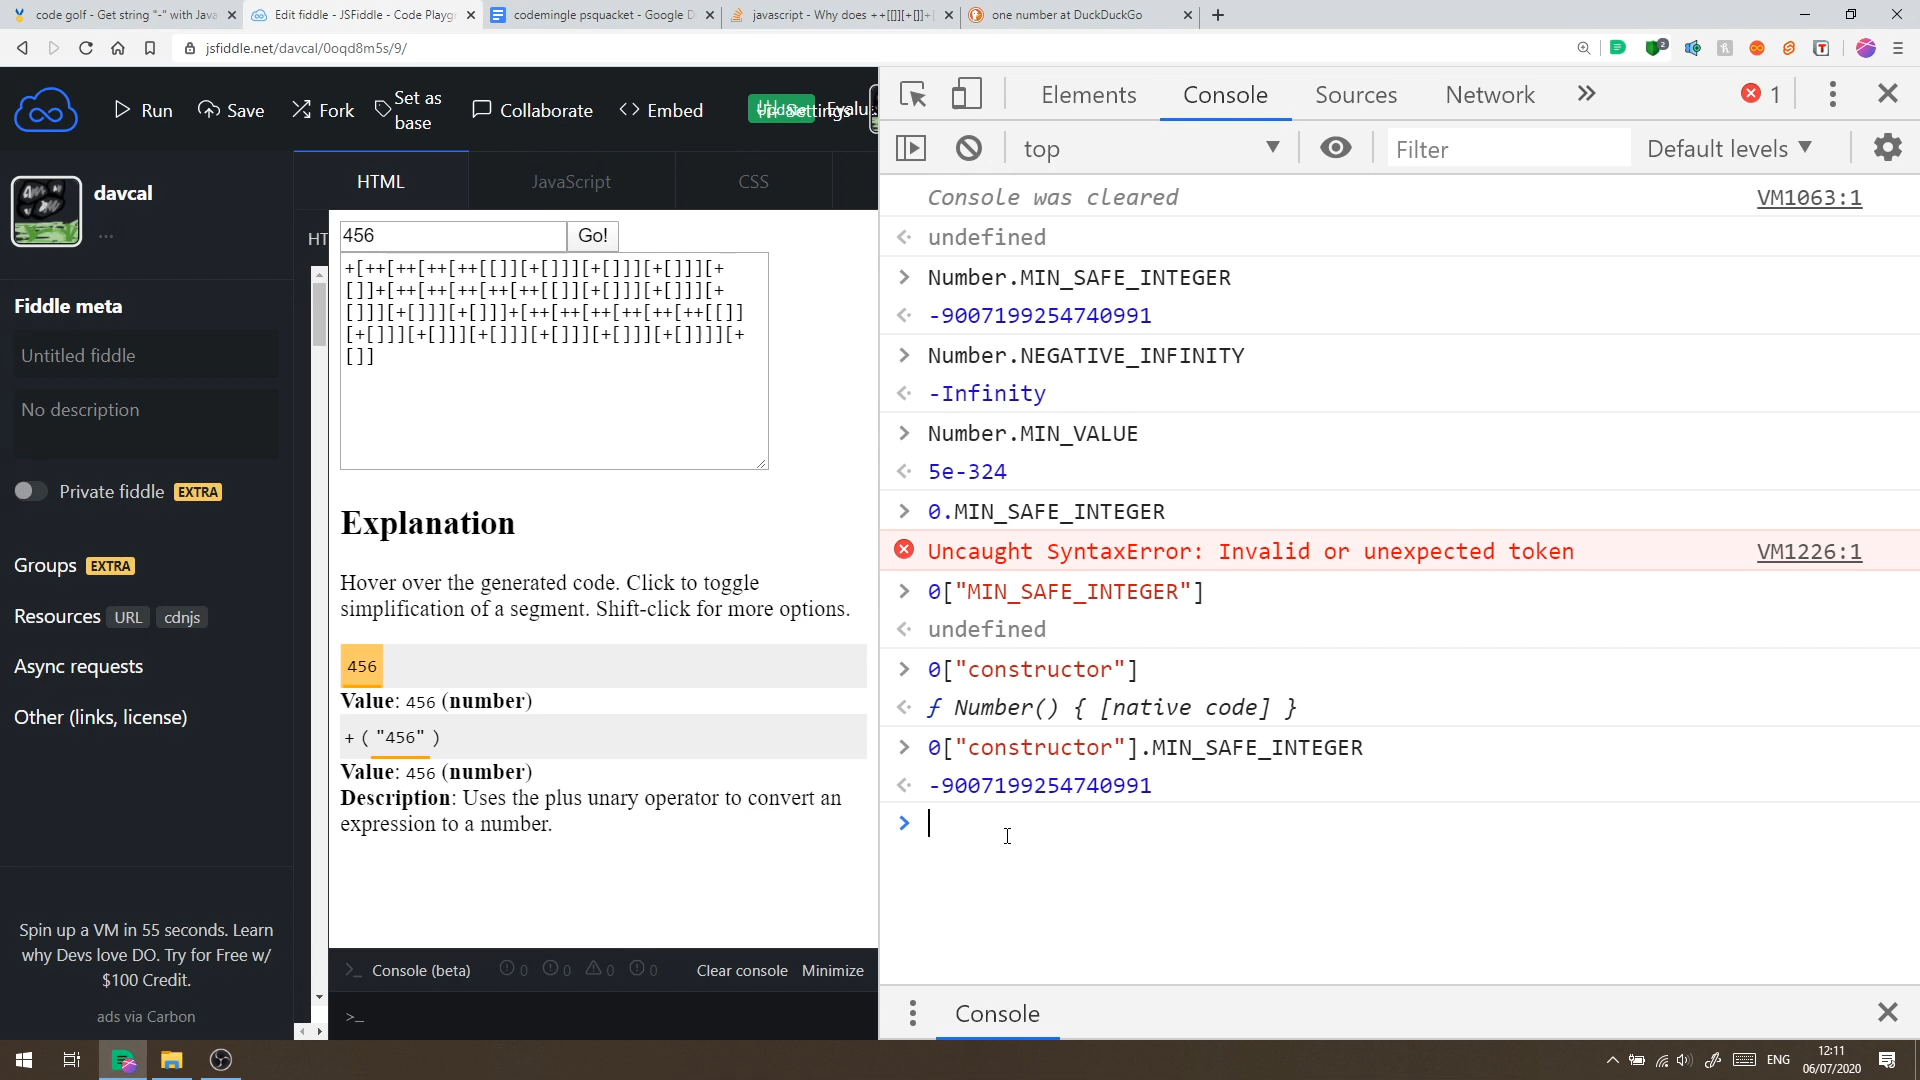 code golf - Get string "-" with Java
Edit fiddle - JSFiddle - Code Playgr
codemingle psquacket - Google D
javascript - Why does ++[[]][+[]]+
one number at DuckDuckGo
jsfiddle.net/davcal/0oqd8m5s/9/
2
Run
Save
Fork
Set as
base
Collaborate
Embed
Update
Settings
davcal
...
Fiddle meta
Untitled fiddle
No description
Private fiddle EXTRA
Groups EXTRA
Resources URL cdnjs
Async requests
Other (links, license)
Spin up a VM in 55 seconds. Learn
why Devs love DO. Try for Free w/
$100 Credit.
ads via Carbon
HTML
JavaScript
CSS
HT
456
Go!
+[++[++[++[++[[]][+[]]][+[]]][+[]]][+
[]]+[++[++[++[++[++[[]][+[]]][+[]]][+
[]]][+[]]][+[]]]+[++[++[++[++[++[++[[]]
[+[]]][+[]]][+[]]][+[]]][+[]]][+[]]]][+
[]]
Explanation
Hover over the generated code. Click to toggle
simplification of a segment. Shift-click for more options.
456
Value: 456 (number)
+("456")
Value: 456 (number)
Description: Uses the plus unary operator to convert an
expression to a number.
>_ Console (beta)
0
0
0
0
Clear console
Minimize
>_
Elements
Console
Sources
Network
1
top
Filter
Default levels
Console was cleared
VM1063:1
undefined
Number.MIN_SAFE_INTEGER
-9007199254740991
Number.NEGATIVE_INFINITY
-Infinity
Number.MIN_VALUE
5e-324
0.MIN_SAFE_INTEGER
Uncaught SyntaxError: Invalid or unexpected token
VM1226:1
0["MIN_SAFE_INTEGER"]
undefined
0["constructor"]
ƒ Number() { [native code] }
0["constructor"].MIN_SAFE_INTEGER
-9007199254740991
Console
ENG
12:11
06/07/2020